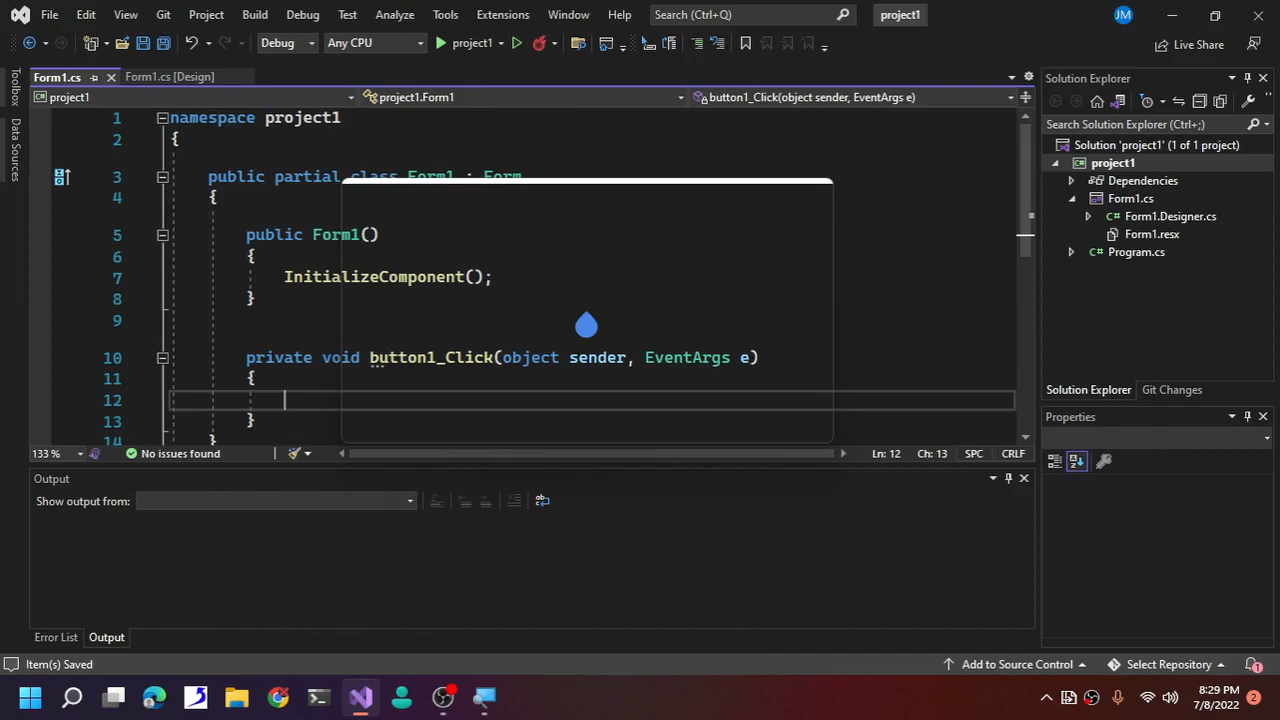 File Edit View Git Project Build Debug Test Analyze Tools Extensions Window Help Search (Ctrl+Q) project1 JM
Debug Any CPU project1 Live Share
Form1.cs Form1.cs [Design]
project1 project1.Form1 button1_Click(object sender, EventArgs e)
Toolbox
Data Sources
1 namespace project1
2 {
3 public partial class Form1 : Form
4 {
5 public Form1()
6 {
7 InitializeComponent();
8 }
9
10 private void button1_Click(object sender, EventArgs e)
11 {
12
13 }
14 }
133 % No issues found Ln: 12 Ch: 13 SPC CRLF
Output
Show output from:
Error List Output
Solution Explorer
Search Solution Explorer (Ctrl+;)
Solution 'project1' (1 of 1 project)
project1
Dependencies
Form1.cs
Form1.Designer.cs
Form1.resx
Program.cs
Solution Explorer Git Changes
Properties
Item(s) Saved Add to Source Control Select Repository 1
8:29 PM
7/8/2022 2